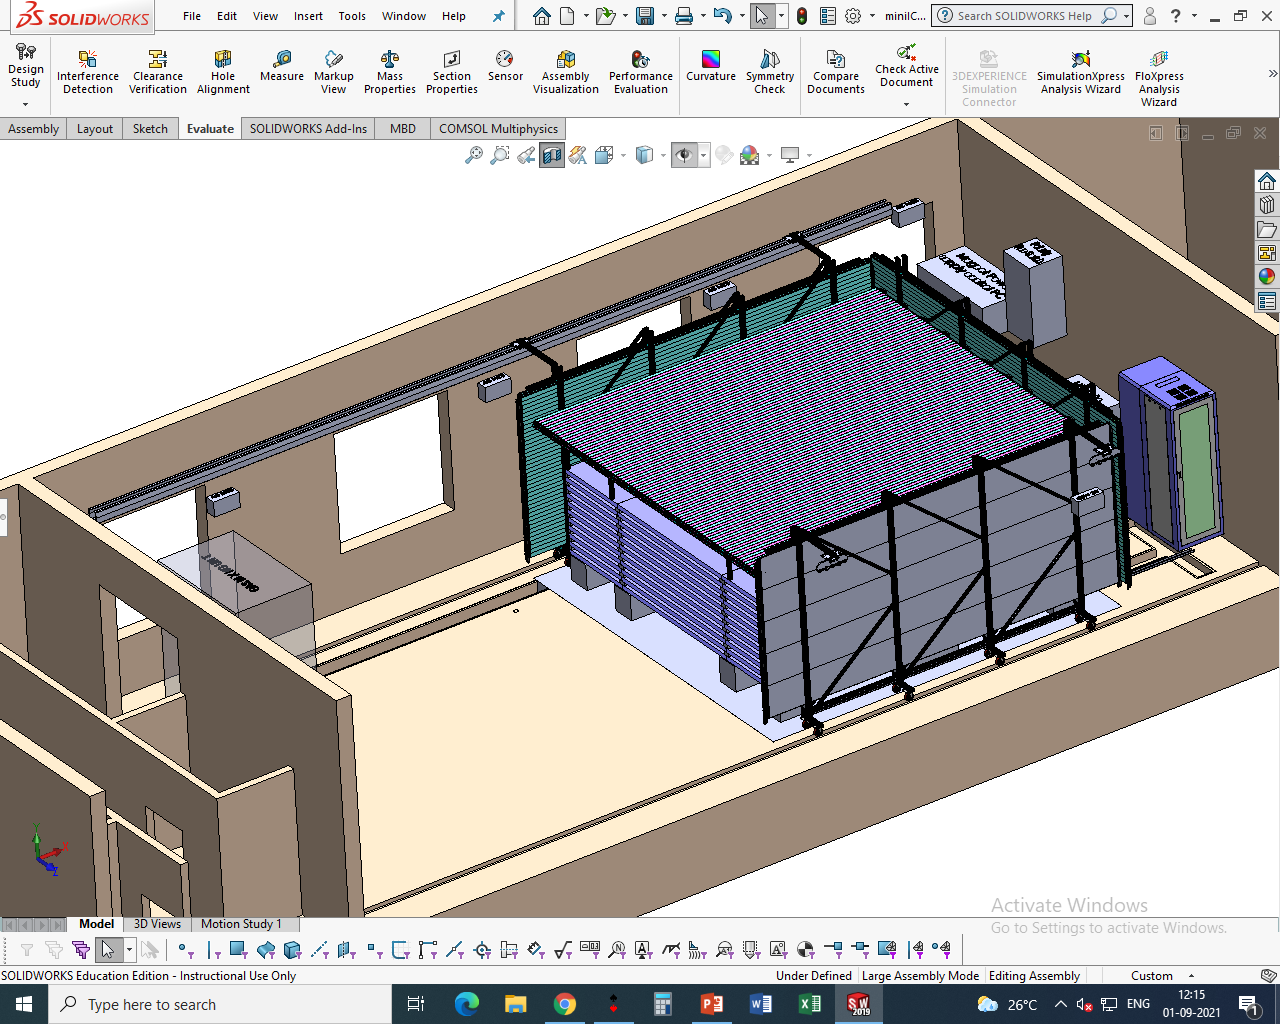 SOLIDWORKS
File Edit View Insert Tools Window Help
miniIC...
Search SOLIDWORKS Help
?
Design Study
Interference Detection
Clearance Verification
Hole Alignment
Measure
Markup View
Mass Properties
Section Properties
Sensor
Assembly Visualization
Performance Evaluation
Curvature
Symmetry Check
Compare Documents
Check Active Document
3DEXPERIENCE Simulation Connector
SimulationXpress Analysis Wizard
FloXpress Analysis Wizard
Assembly Layout Sketch Evaluate SOLIDWORKS Add-Ins MBD COMSOL Multiphysics
Activate Windows
Go to Settings to activate Windows.
Model 3D Views Motion Study 1
SOLIDWORKS Education Edition - Instructional Use Only
Under Defined Large Assembly Mode Editing Assembly Custom
Type here to search
SW 2019
26°C
ENG
12:15
01-09-2021
1